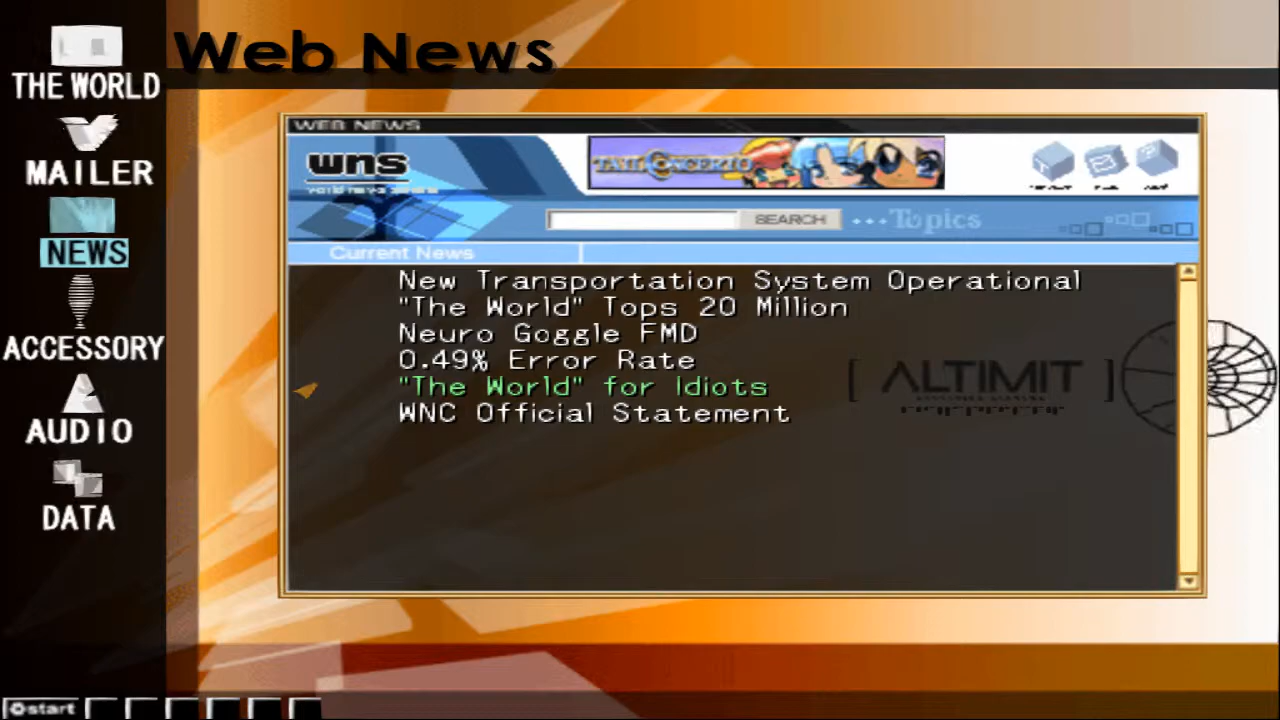 Web News
THE WORLD
MAILER
NEWS
ACCESSORY
AUDIO
DATA
WEB NEWS
wns
TAIL CONCERTO
SEARCH
Topics
Current News
New Transportation System Operational
"The World" Tops 20 Million
Neuro Goggle FMD
0.49% Error Rate
"The World" for Idiots
WNC Official Statement
[ ALTIMIT ]
start